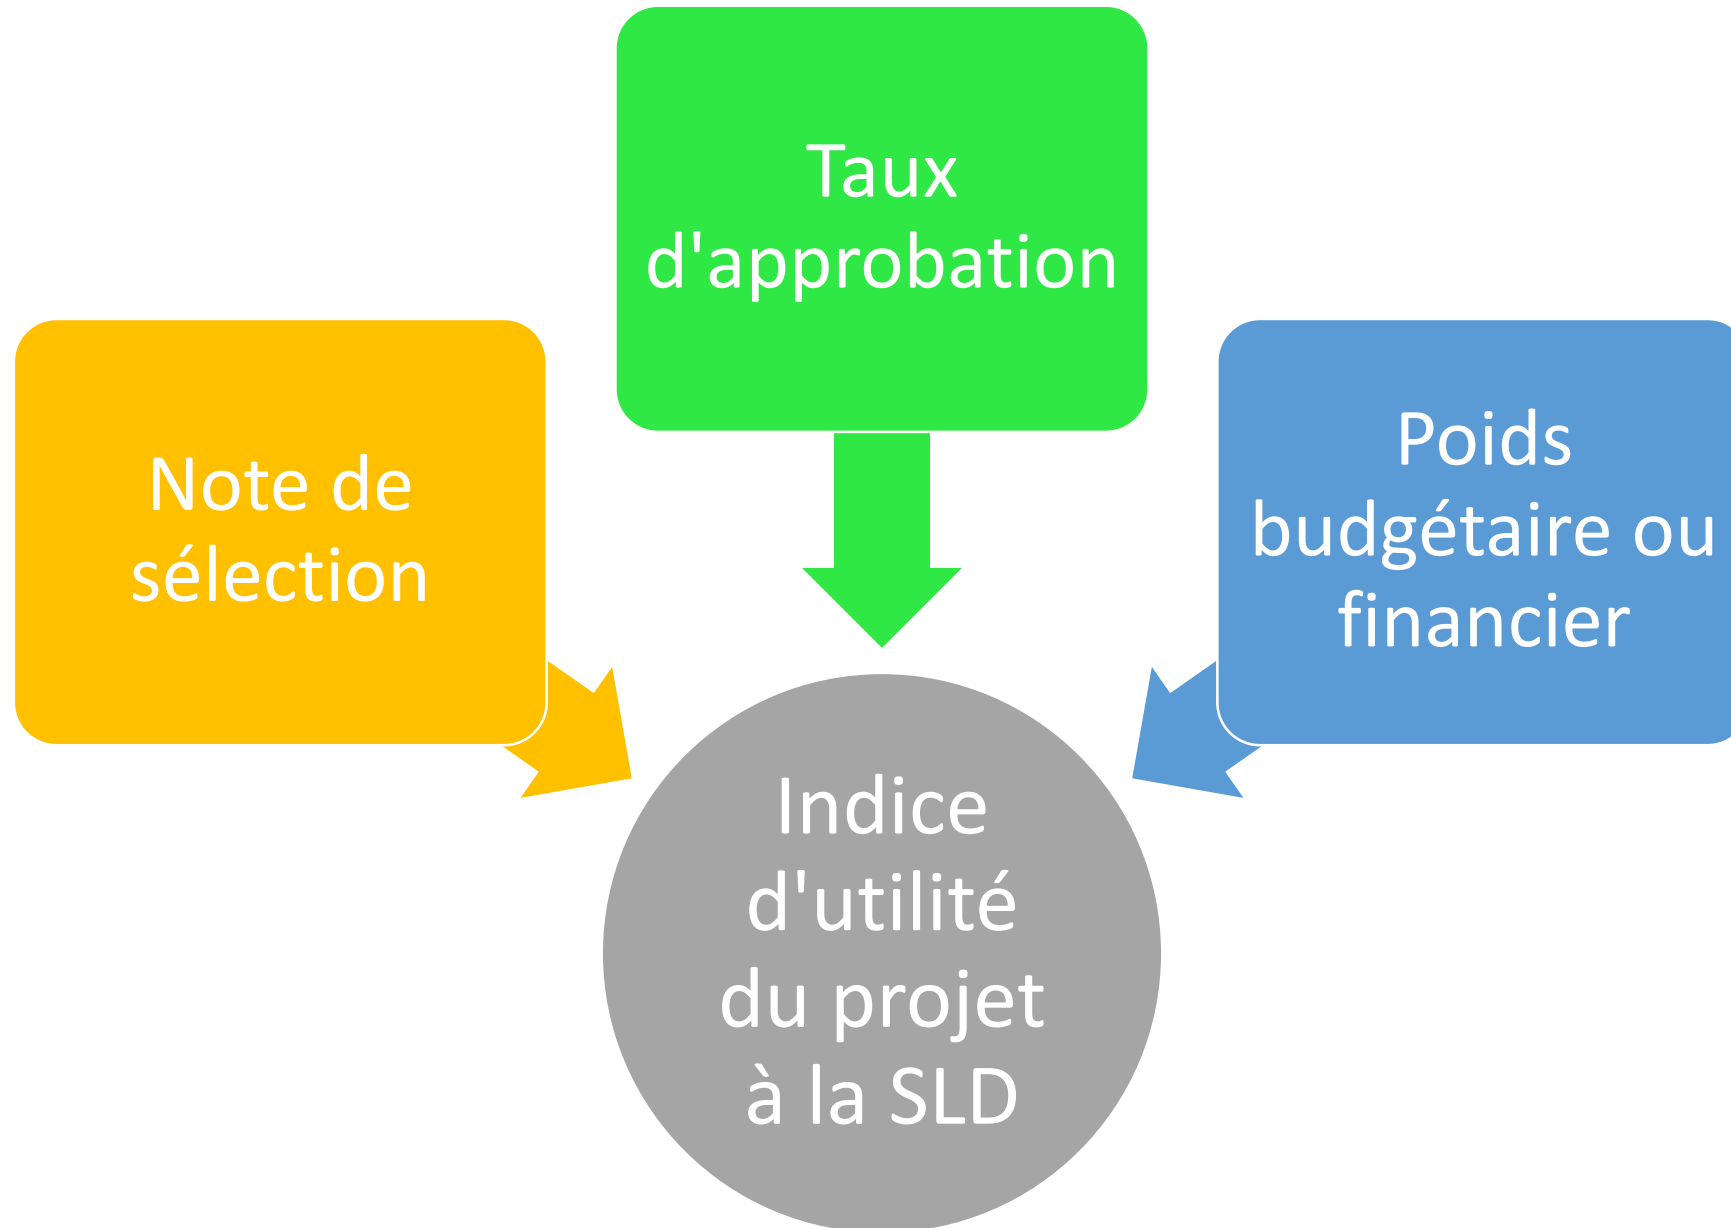 Taux
d'approbation
Note de
sélection
Poids
budgétaire ou
financier
Indice
d'utilité
du projet
à la SLD